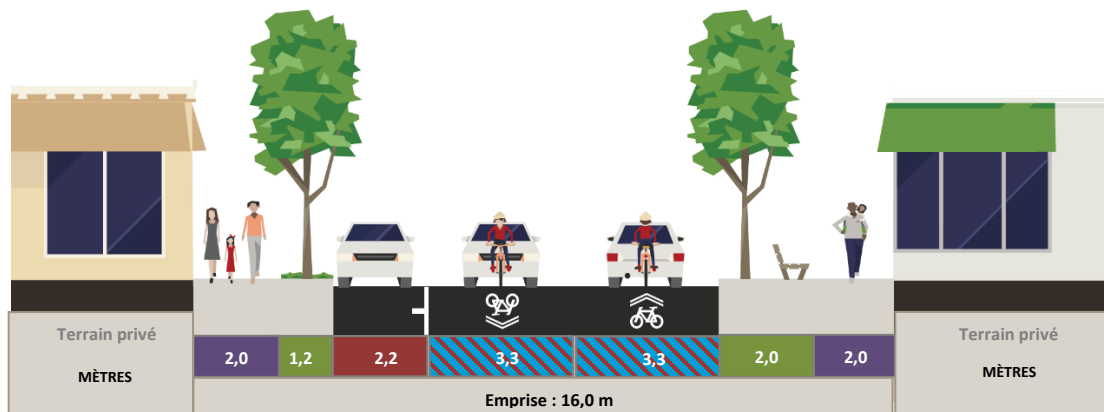 Terrain privé
MÈTRES
2,0
1,2
2,2
3,3
3,3
2,0
2,0
Terrain privé
MÈTRES
Emprise : 16,0 m